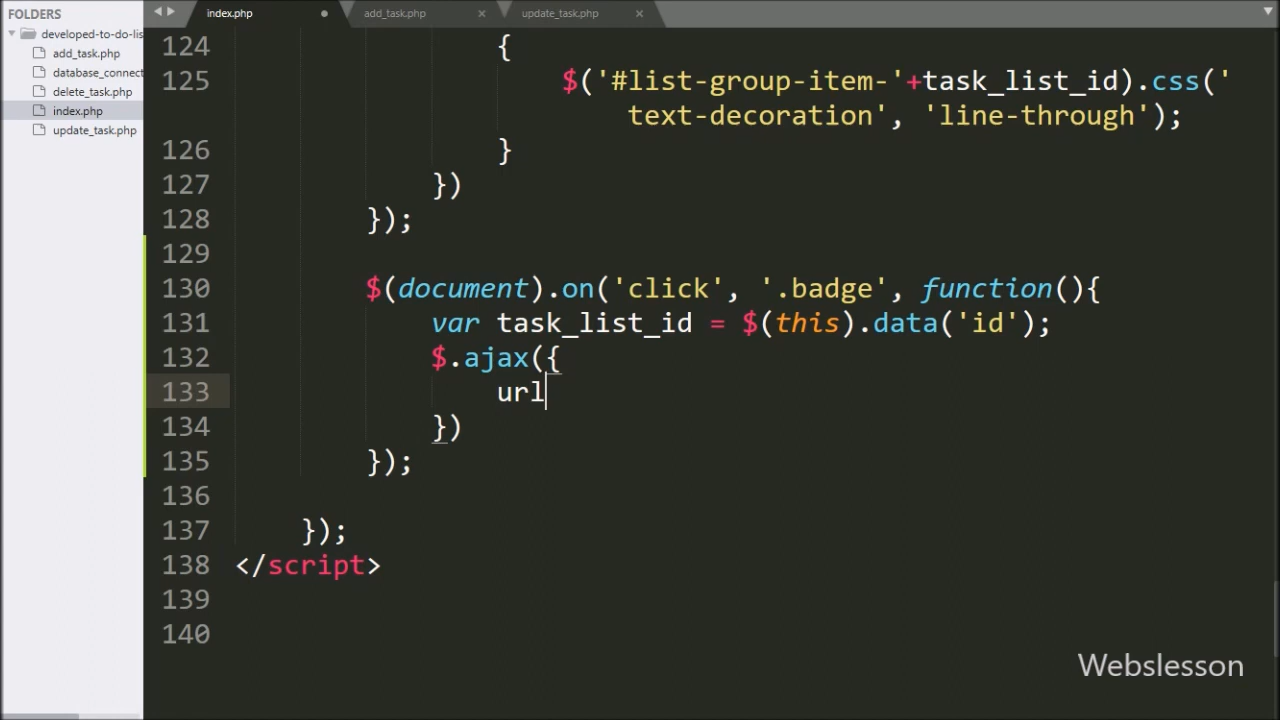 FOLDERS
developed-to-do-lis
add_task.php
database_connect
delete_task.php
index.php
update_task.php
index.php
add_task.php
update_task.php
124 {
125 $('#list-group-item-'+task_list_id).css('
text-decoration', 'line-through');
126 }
127 })
128 });
129
130 $(document).on('click', '.badge', function(){
131 var task_list_id = $(this).data('id');
132 $.ajax({
133 url
134 })
135 });
136
137 });
138 </script>
139
140
Webslesson